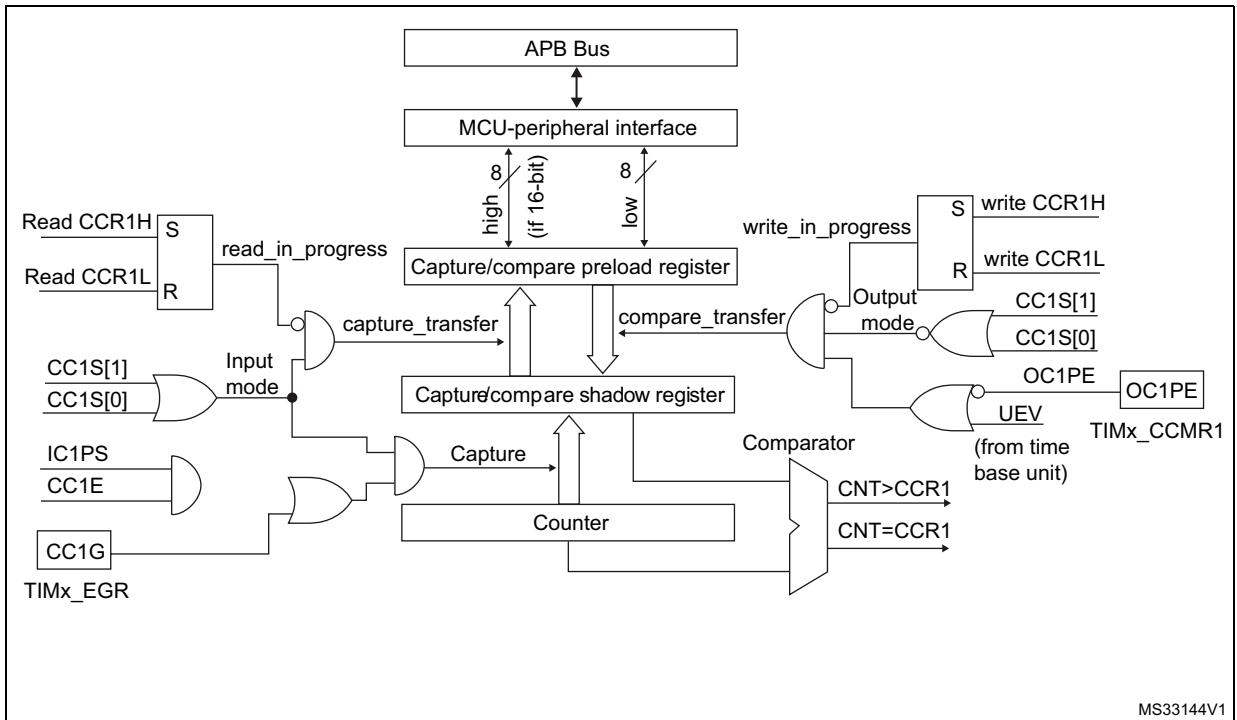 APB Bus
MCU-peripheral interface
8
high
(if 16-bit)
8
low
Read CCR1H
S
read_in_progress
Read CCR1L
R
write_in_progress
S
write CCR1H
R
write CCR1L
Capture/compare preload register
capture_transfer
compare_transfer
Output
mode
CC1S[1]
CC1S[0]
CC1S[1]
CC1S[0]
Input
mode
Capture/compare shadow register
OC1PE
OC1PE
UEV
TIMx_CCMR1
(from time
base unit)
IC1PS
CC1E
Capture
Comparator
CNT>CCR1
Counter
CNT=CCR1
CC1G
TIMx_EGR
MS33144V1